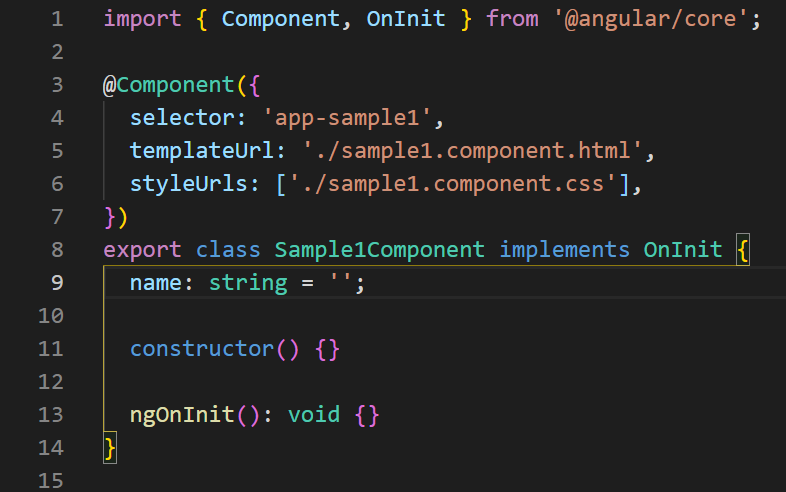 1 import { Component, OnInit } from '@angular/core';
2
3 @Component({
4   selector: 'app-sample1',
5   templateUrl: './sample1.component.html',
6   styleUrls: ['./sample1.component.css'],
7 })
8 export class Sample1Component implements OnInit {
9   name: string = '';
10
11   constructor() {}
12
13   ngOnInit(): void {}
14 }
15